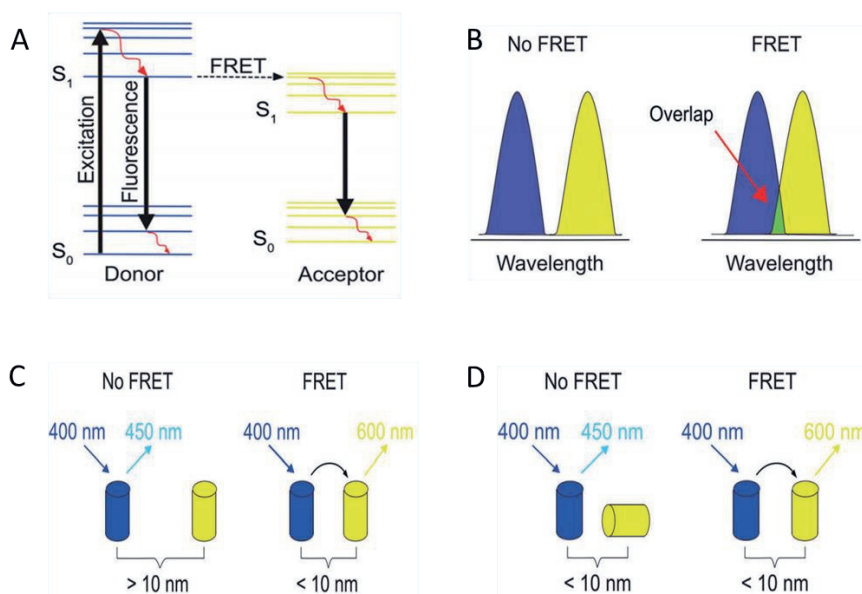 A
S1
S0
Excitation
Fluorescence
FRET
S1
S0
Donor
Acceptor
B
No FRET
FRET
Overlap
Wavelength
Wavelength
C
No FRET
FRET
400 nm
450 nm
400 nm
600 nm
> 10 nm
< 10 nm
D
No FRET
FRET
400 nm
450 nm
400 nm
600 nm
< 10 nm
< 10 nm